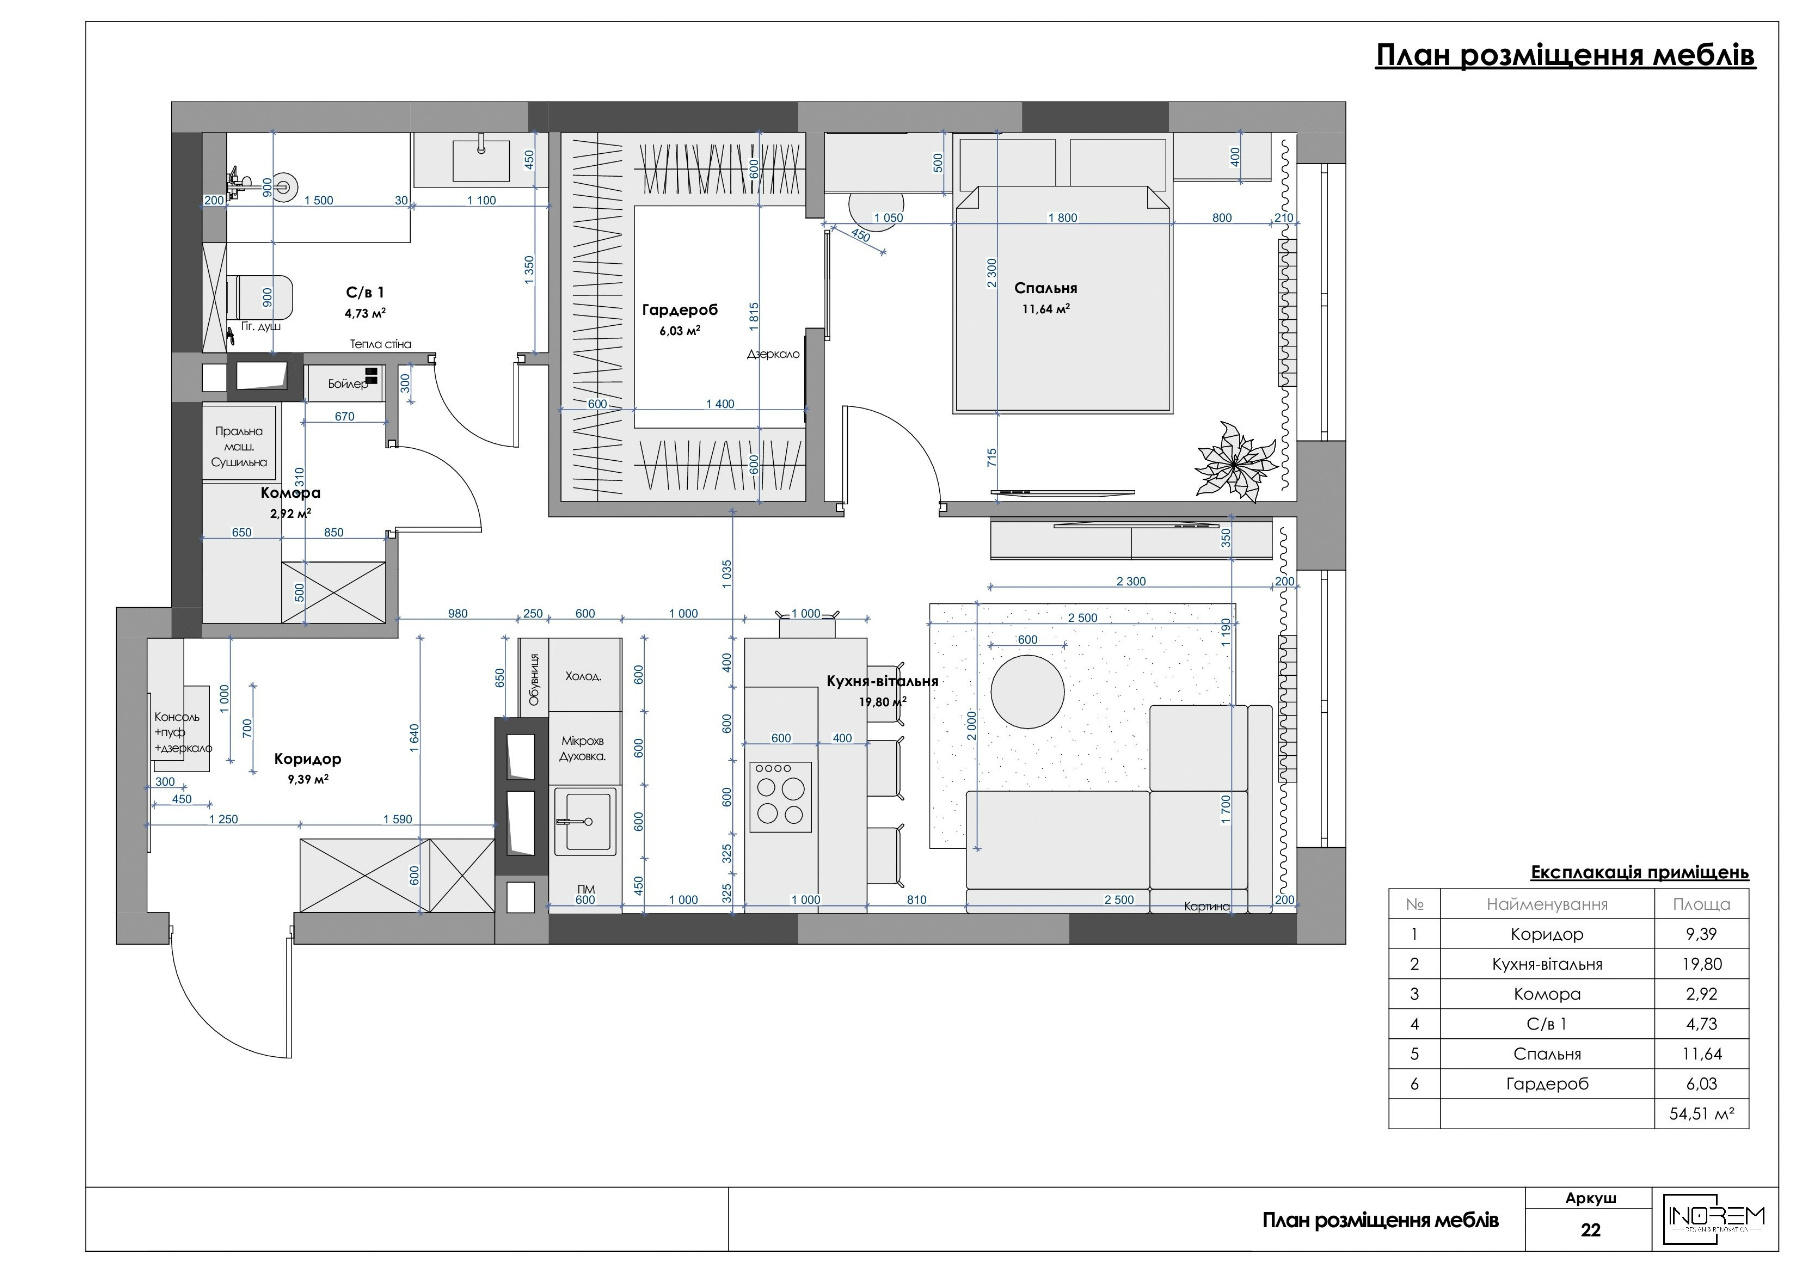 План розміщення меблів
450
500
400
600
900
200
1 500
30
1 100
1 050
1 800
800
210
450
1 350
2 300
Спальня
11,64 м²
С/в 1
4,73 м²
900
Гіг. душ
Гардероб
6,03 м²
1 815
Тепла стіна
Дзеркало
Бойлер
300
600
1 400
670
Пральна
маш.
Сушильна
715
600
1 310
Комора
2,92 м²
650
850
350
1 035
2 300
200
500
980
250
600
1 000
1 000
2 500
1 190
600
650
Обувниця
Холод.
600
400
Кухня-вітальня
19,80 м²
1 000
700
Консоль
+пуф
+дзеркало
1 640
Мікрохв
Духовка.
600
600
600
400
2 000
Коридор
9,39 м²
300
450
1 250
1 590
600
600
1 700
325
600
ПМ
450
325
600
1 000
1 000
810
2 500
Картина
200
Експлакація приміщень
№ Найменування Площа
1 Коридор 9,39
2 Кухня-вітальня 19,80
3 Комора 2,92
4 С/в 1 4,73
5 Спальня 11,64
6 Гардероб 6,03
54,51 м²
План розміщення меблів
Аркуш
22
INOREM